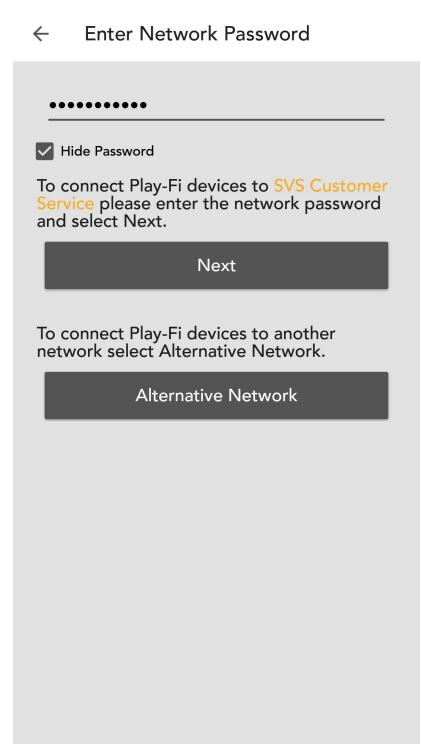 Enter Network Password
•••••••••••
Hide Password
To connect Play-Fi devices to SVS Customer
Service please enter the network password
and select Next.
Next
To connect Play-Fi devices to another
network select Alternative Network.
Alternative Network